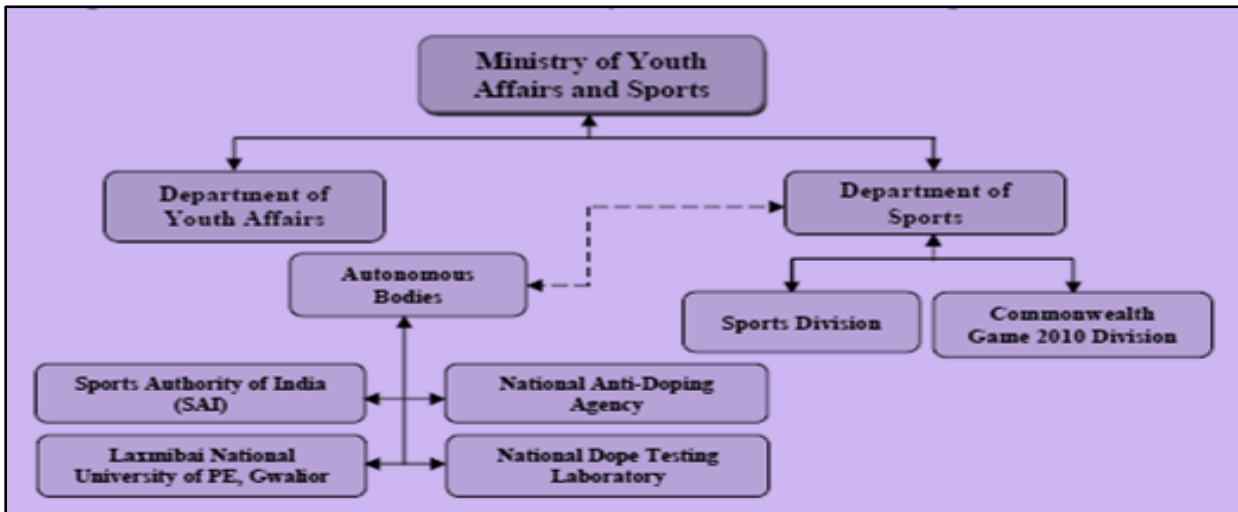 Ministry of Youth
Affairs and Sports
Department of
Youth Affairs
Department of
Sports
Autonomous
Bodies
Sports Division
Commonwealth
Game 2010 Division
Sports Authority of India
(SAI)
National Anti-Doping
Agency
Laxmibai National
University of PE, Gwalior
National Dope Testing
Laboratory